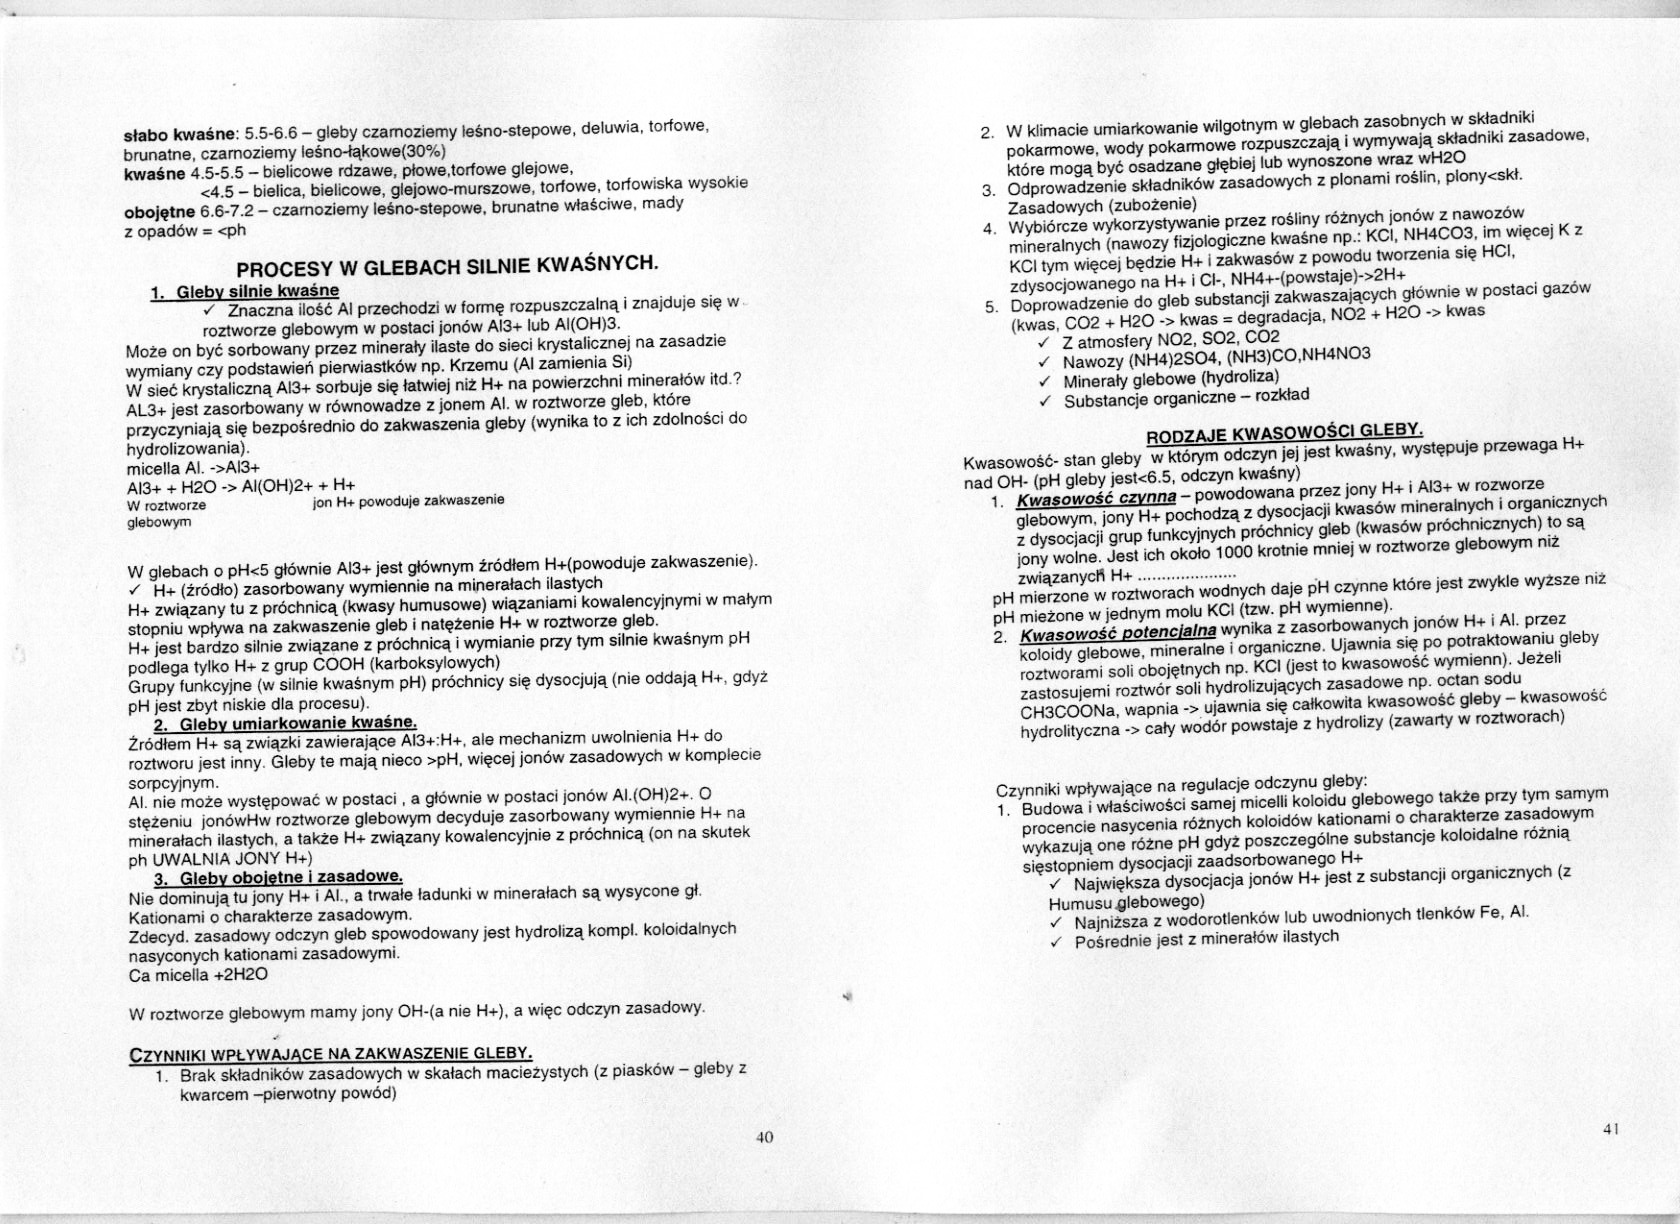 słabo kwaśne: 5.5-6.6 – gleby czarnoziemy leśno-stepowe, deluwia, torfowe,
brunatne, czarnoziemy leśno-łąkowe(30%)
kwaśne 4.5-5.5 – bielicowe rdzawe, płowe,torfowe glejowe,
<4.5 – bielica, bielicowe, glejowo-murszowe, torfowe, torfowiska wysokie
obojętne 6.6-7.2 – czarnoziemy leśno-stepowe, brunatne właściwe, mady
z opadów = <ph
PROCESY W GLEBACH SILNIE KWAŚNYCH.
1. Gleby silnie kwaśne
✓ Znaczna ilość Al przechodzi w formę rozpuszczalną i znajduje się w
roztworze glebowym w postaci jonów Al3+ lub Al(OH)3.
Może on być sorbowany przez minerały ilaste do sieci krystalicznej na zasadzie
wymiany czy podstawień pierwiastków np. Krzemu (Al zamienia Si)
W sieć krystaliczną Al3+ sorbuje się łatwiej niż H+ na powierzchni minerałów itd.?
AL3+ jest zasorbowany w równowadze z jonem Al. w roztworze gleb, które
przyczyniają się bezpośrednio do zakwaszenia gleby (wynika to z ich zdolności do
hydrolizowania).
micella Al. ->Al3+
Al3+ + H2O -> Al(OH)2+ + H+
W roztworze jon H+ powoduje zakwaszenie
glebowym
W glebach o pH<5 głównie Al3+ jest głównym źródłem H+(powoduje zakwaszenie).
✓ H+ (źródło) zasorbowany wymiennie na minerałach ilastych
H+ związany tu z próchnicą (kwasy humusowe) wiązaniami kowalencyjnymi w małym
stopniu wpływa na zakwaszenie gleb i natężenie H+ w roztworze gleb.
H+ jest bardzo silnie związane z próchnicą i wymianie przy tym silnie kwaśnym pH
podlega tylko H+ z grup COOH (karboksylowych)
Grupy funkcyjne (w silnie kwaśnym pH) próchnicy się dysocjują (nie oddają H+, gdyż
pH jest zbyt niskie dla procesu).
2. Gleby umiarkowanie kwaśne.
Źródłem H+ są związki zawierające Al3+:H+, ale mechanizm uwolnienia H+ do
roztworu jest inny. Gleby te mają nieco >pH, więcej jonów zasadowych w komplecie
sorpcyjnym.
Al. nie może występować w postaci , a głównie w postaci jonów Al.(OH)2+. O
stężeniu jonówHw roztworze glebowym decyduje zasorbowany wymiennie H+ na
minerałach ilastych, a także H+ związany kowalencyjnie z próchnicą (on na skutek
ph UWALNIA JONY H+)
3. Gleby obojętne i zasadowe.
Nie dominują tu jony H+ i Al., a trwałe ładunki w minerałach są wysycone gł.
Kationami o charakterze zasadowym.
Zdecyd. zasadowy odczyn gleb spowodowany jest hydrolizą kompl. koloidalnych
nasyconych kationami zasadowymi.
Ca micella +2H2O
W roztworze glebowym mamy jony OH-(a nie H+), a więc odczyn zasadowy.
CZYNNIKI WPŁYWAJĄCE NA ZAKWASZENIE GLEBY.
1. Brak składników zasadowych w skałach macieżystych (z piasków – gleby z
kwarcem –pierwotny powód)
40
2. W klimacie umiarkowanie wilgotnym w glebach zasobnych w składniki
pokarmowe, wody pokarmowe rozpuszczają i wymywają składniki zasadowe,
które mogą być osadzane głębiej lub wynoszone wraz wH2O
3. Odprowadzenie składników zasadowych z plonami roślin, plony<skł.
Zasadowych (zubożenie)
4. Wybiórcze wykorzystywanie przez rośliny różnych jonów z nawozów
mineralnych (nawozy fizjologiczne kwaśne np.: KCl, NH4CO3, im więcej K z
KCl tym więcej będzie H+ i zakwasów z powodu tworzenia się HCl,
zdysocjowanego na H+ i Cl-, NH4+-(powstaje)->2H+
5. Doprowadzenie do gleb substancji zakwaszających głównie w postaci gazów
(kwas, CO2 + H2O -> kwas = degradacja, NO2 + H2O -> kwas
✓ Z atmosfery NO2, SO2, CO2
✓ Nawozy (NH4)2SO4, (NH3)CO,NH4NO3
✓ Minerały glebowe (hydroliza)
✓ Substancje organiczne – rozkład
RODZAJE KWASOWOŚCI GLEBY.
Kwasowość- stan gleby w którym odczyn jej jest kwaśny, występuje przewaga H+
nad OH- (pH gleby jest<6.5, odczyn kwaśny)
1. Kwasowość czynna – powodowana przez jony H+ i Al3+ w rozworze
glebowym, jony H+ pochodzą z dysocjacji kwasów mineralnych i organicznych
z dysocjacji grup funkcyjnych próchnicy gleb (kwasów próchnicznych) to są
jony wolne. Jest ich około 1000 krotnie mniej w roztworze glebowym niż
związanych H+ .....................
pH mierzone w roztworach wodnych daje pH czynne które jest zwykle wyższe niż
pH mieżone w jednym molu KCl (tzw. pH wymienne).
2. Kwasowość potencjalna wynika z zasorbowanych jonów H+ i Al. przez
koloidy glebowe, mineralne i organiczne. Ujawnia się po potraktowaniu gleby
roztworami soli obojętnych np. KCl (jest to kwasowość wymienn). Jeżeli
zastosujemi roztwór soli hydrolizujących zasadowe np. octan sodu
CH3COONa, wapnia -> ujawnia się całkowita kwasowość gleby – kwasowość
hydrolityczna -> cały wodór powstaje z hydrolizy (zawarty w roztworach)
Czynniki wpływające na regulacje odczynu gleby:
1. Budowa i właściwości samej micelli koloidu glebowego także przy tym samym
procencie nasycenia różnych koloidów kationami o charakterze zasadowym
wykazują one różne pH gdyż poszczególne substancje koloidalne różnią
sięstopniem dysocjacji zaadsorbowanego H+
✓ Największa dysocjacja jonów H+ jest z substancji organicznych (z
Humusu glebowego)
✓ Najniższa z wodorotlenków lub uwodnionych tlenków Fe, Al.
✓ Pośrednie jest z minerałów ilastych
41